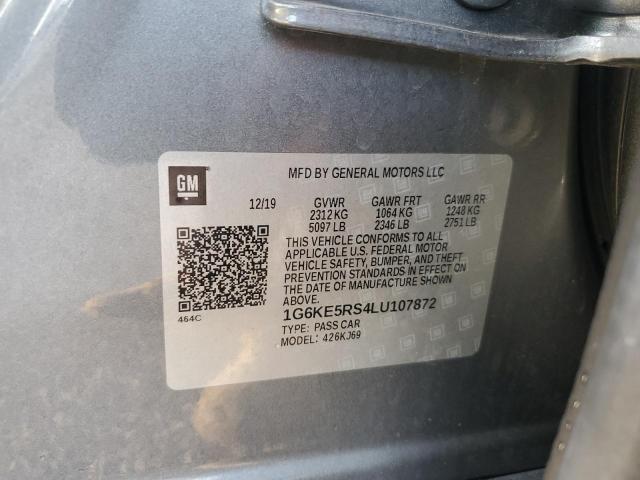 GM
MFD BY GENERAL MOTORS LLC
12/19 GVWR GAWR FRT GAWR RR
2312 KG 1064 KG 1248 KG
5097 LB 2346 LB 2751 LB
THIS VEHICLE CONFORMS TO ALL
APPLICABLE U.S. FEDERAL MOTOR
VEHICLE SAFETY, BUMPER, AND THEFT
PREVENTION STANDARDS IN EFFECT ON
THE DATE OF MANUFACTURE SHOWN
ABOVE.
464C
1G6KE5RS4LU107872
TYPE: PASS CAR
MODEL: 426KJ69